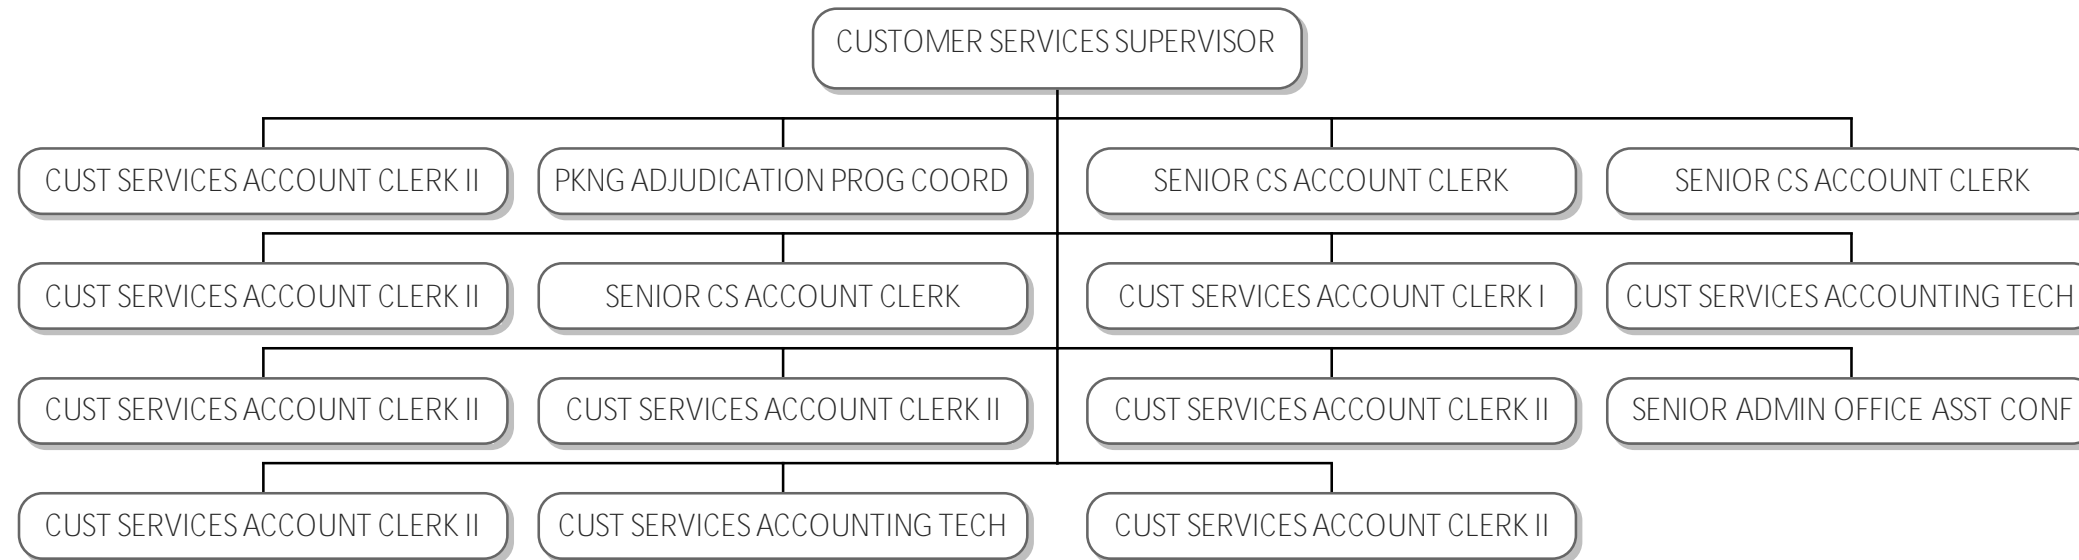 CUSTOMER SERVICES SUPERVISOR
CUST SERVICES ACCOUNT CLERK II
PKNG ADJUDICATION PROG COORD
SENIOR CS ACCOUNT CLERK
SENIOR CS ACCOUNT CLERK
CUST SERVICES ACCOUNT CLERK II
SENIOR CS ACCOUNT CLERK
CUST SERVICES ACCOUNT CLERK I
CUST SERVICES ACCOUNTING TECH
CUST SERVICES ACCOUNT CLERK II
CUST SERVICES ACCOUNT CLERK II
CUST SERVICES ACCOUNT CLERK II
SENIOR ADMIN OFFICE ASST CONF
CUST SERVICES ACCOUNT CLERK II
CUST SERVICES ACCOUNTING TECH
CUST SERVICES ACCOUNT CLERK II